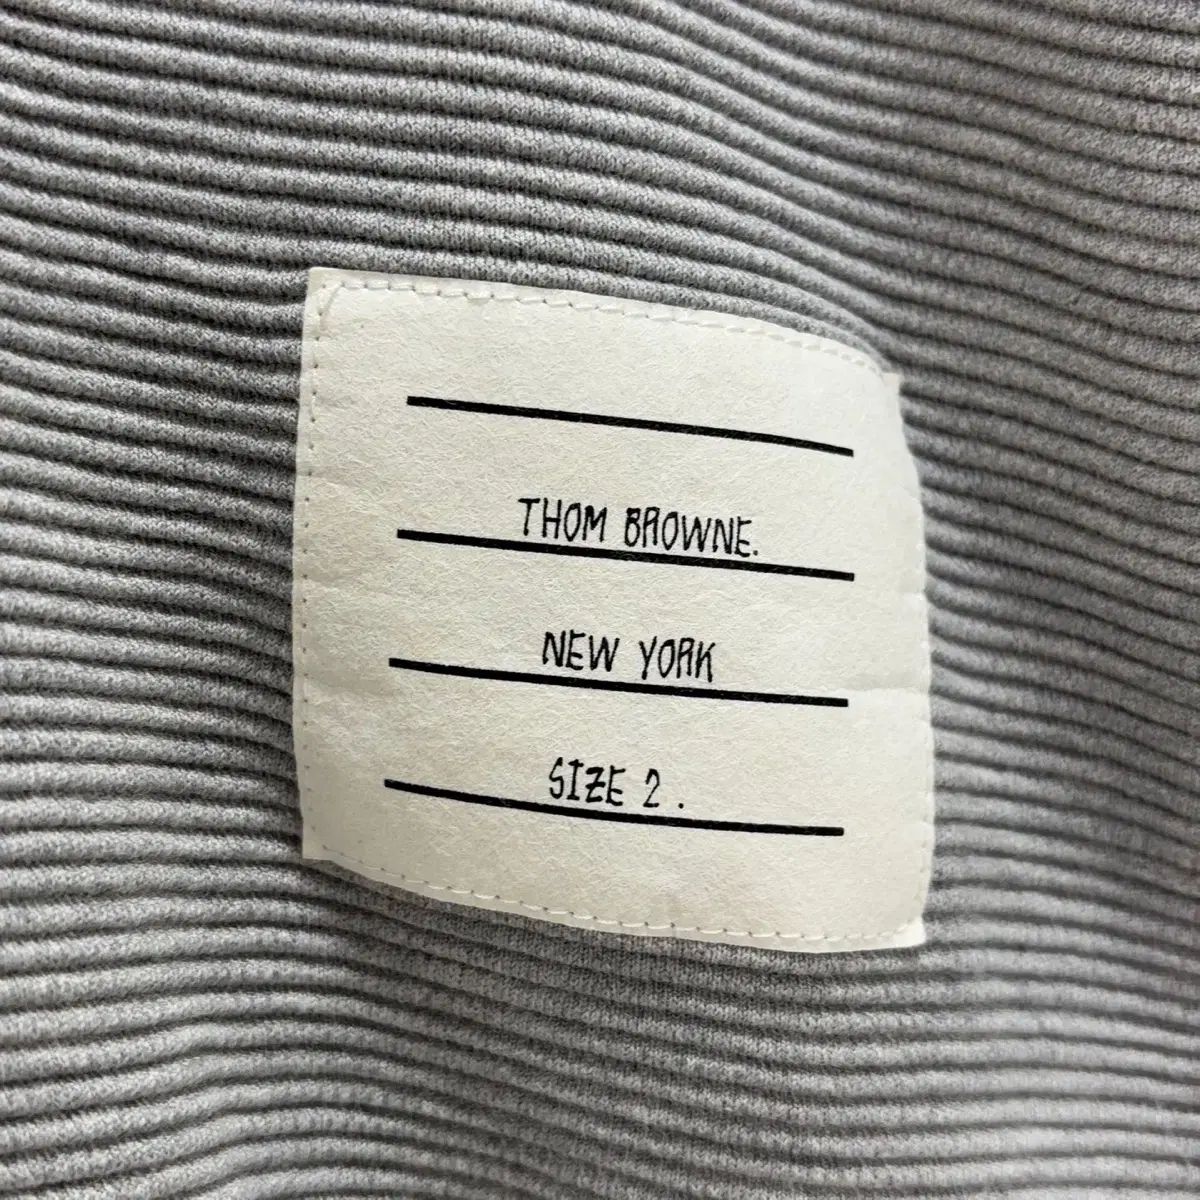 THOM BROWNE.
NEW YORK
SIZE 2 .